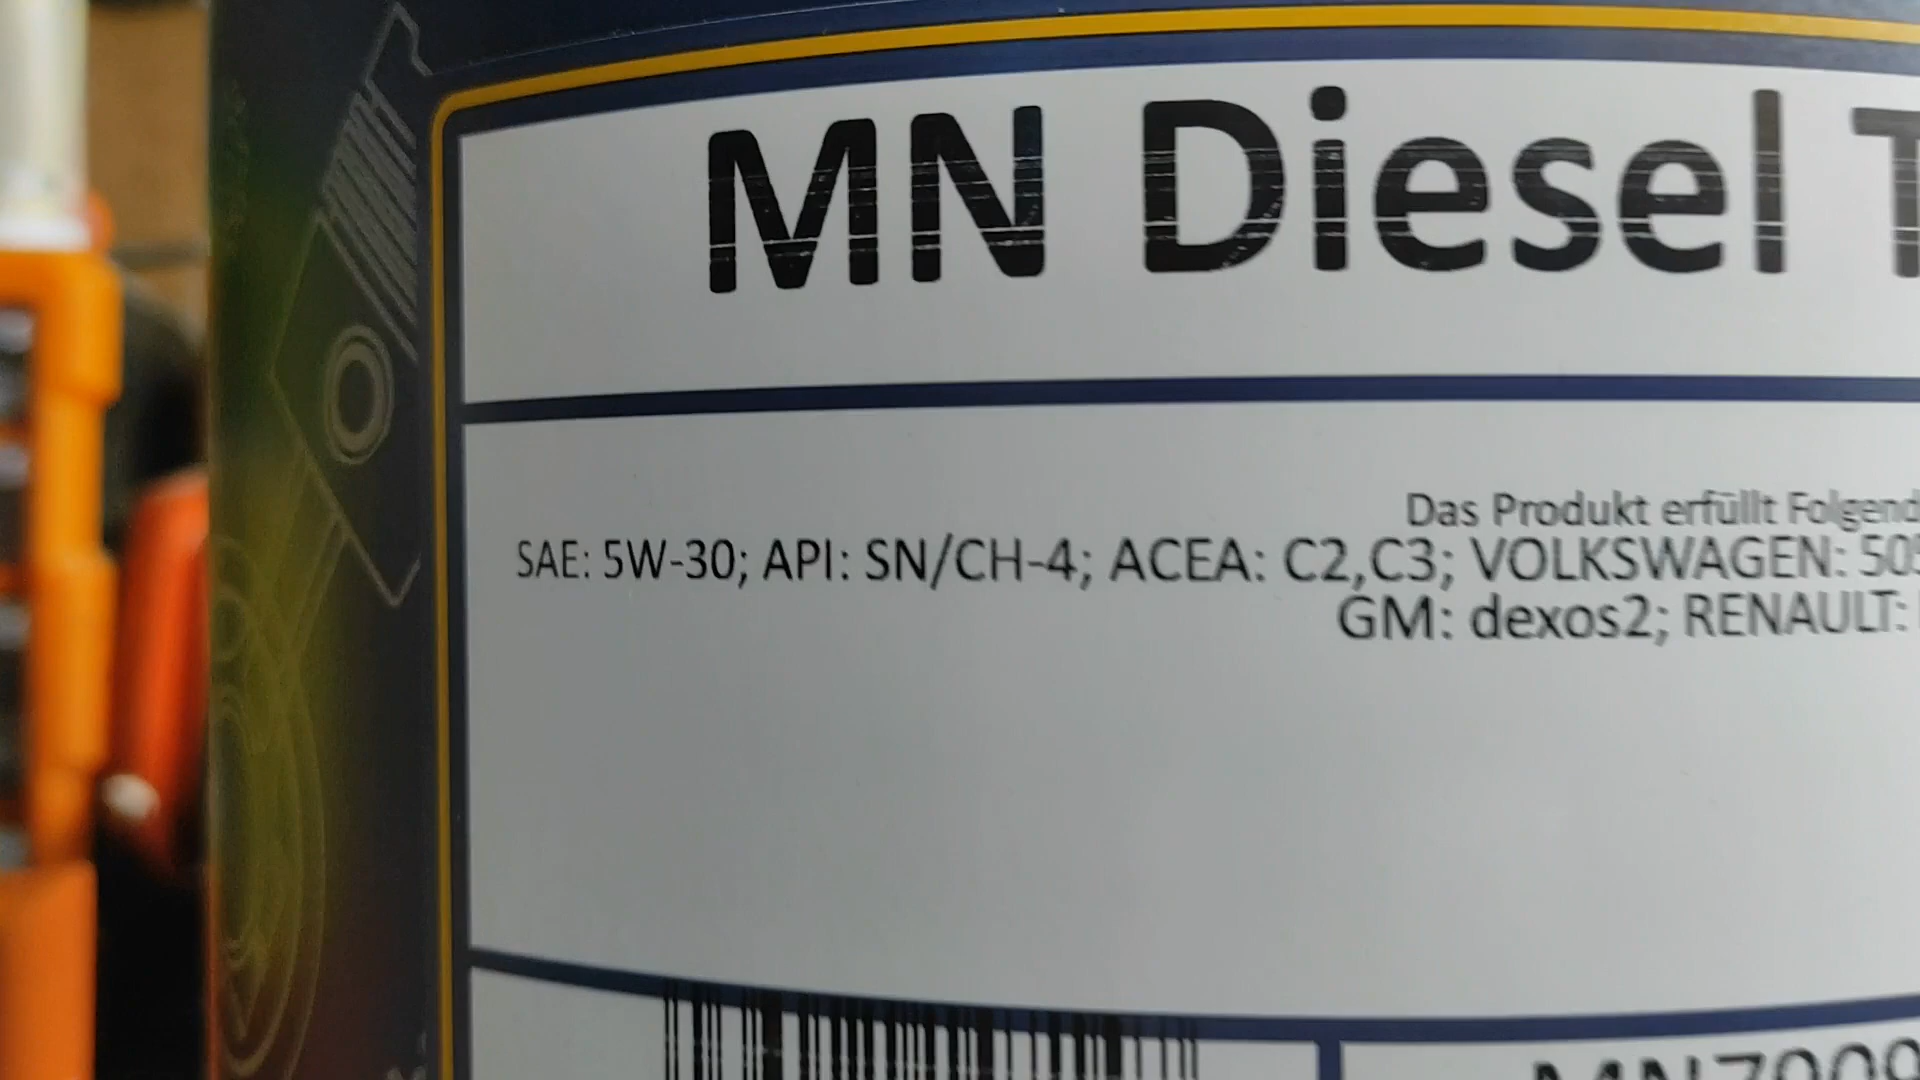 MN Diesel
Das Produkt erfüllt
SAE: 5W-30; API: SN/CH-4; ACEA: C2,C3; VOLKSWAGEN:
GM: dexos2; RENAULT: